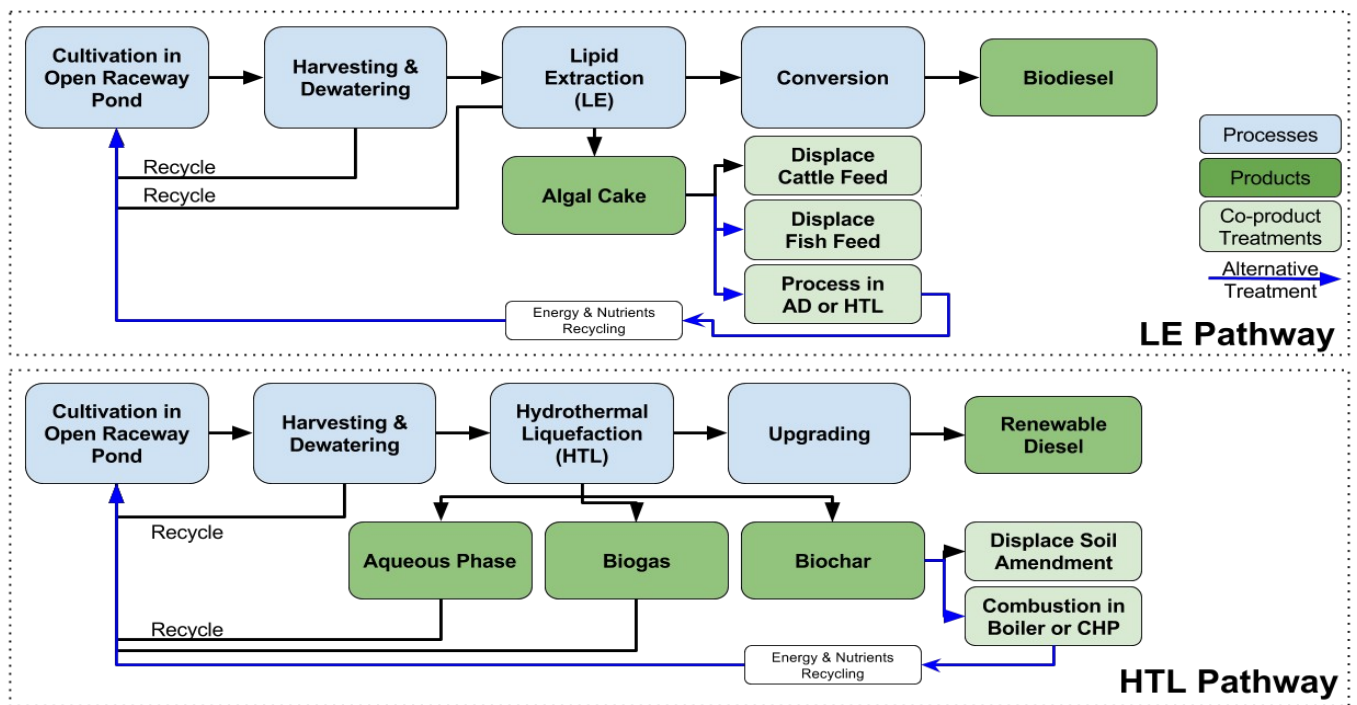 Cultivation in
Open Raceway
Pond
Harvesting &
Dewatering
Lipid
Extraction
(LE)
Conversion
Biodiesel
Processes
Products
Co-product
Treatments
Alternative
Treatment
Recycle
Recycle
Algal Cake
Displace
Cattle Feed
Displace
Fish Feed
Process in
AD or HTL
Energy & Nutrients
Recycling
LE Pathway
Cultivation in
Open Raceway
Pond
Harvesting &
Dewatering
Hydrothermal
Liquefaction
(HTL)
Upgrading
Renewable
Diesel
Recycle
Aqueous Phase
Biogas
Biochar
Displace Soil
Amendment
Combustion in
Boiler or CHP
Recycle
Energy & Nutrients
Recycling
HTL Pathway